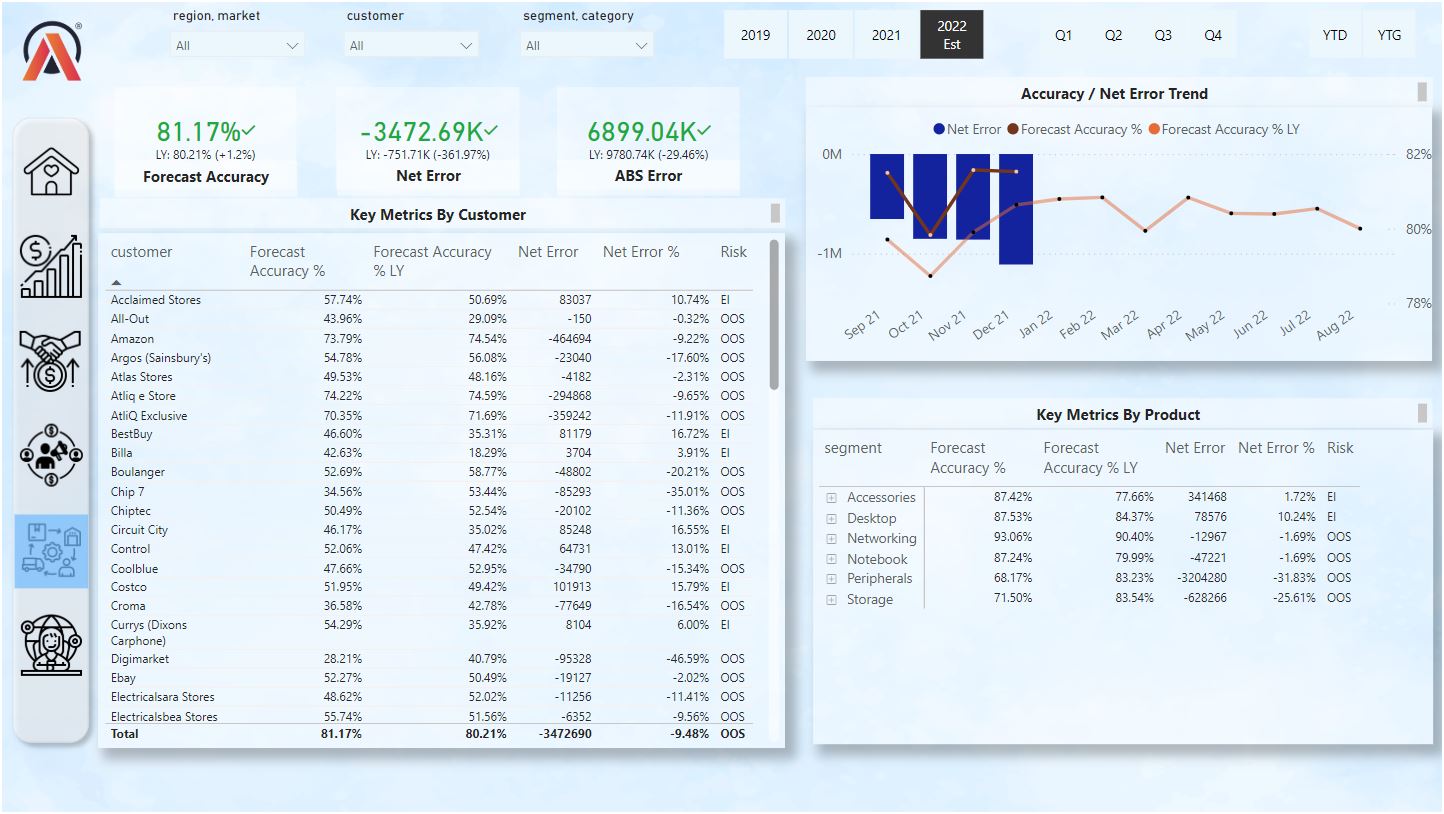 region, market
customer
segment, category
All
All
All
2019
2020
2021
2022
Est
Q1
Q2
Q3
Q4
YTD
YTG
81.17%
LY: 80.21% (+1.2%)
Forecast Accuracy
-3472.69K
LY: -751.71K (-361.97%)
Net Error
6899.04K
LY: 9780.74K (-29.46%)
ABS Error
Key Metrics By Customer
customer Forecast Accuracy % Forecast Accuracy % LY Net Error Net Error % Risk
Acclaimed Stores 57.74% 50.69% 83037 10.74% EI
All-Out 43.96% 29.09% -150 -0.32% OOS
Amazon 73.79% 74.54% -464694 -9.22% OOS
Argos (Sainsbury's) 54.78% 56.08% -23040 -17.60% OOS
Atlas Stores 49.53% 48.16% -4182 -2.31% OOS
Atliq e Store 74.22% 74.59% -294868 -9.65% OOS
AtliQ Exclusive 70.35% 71.69% -359242 -11.91% OOS
BestBuy 46.60% 35.31% 81179 16.72% EI
Billa 42.63% 18.29% 3704 3.91% EI
Boulanger 52.69% 58.77% -48802 -20.21% OOS
Chip 7 34.56% 53.44% -85293 -35.01% OOS
Chiptec 50.49% 52.54% -20102 -11.36% OOS
Circuit City 46.17% 35.02% 85248 16.55% EI
Control 52.06% 47.42% 64731 13.01% EI
Coolblue 47.66% 52.95% -34790 -15.34% OOS
Costco 51.95% 49.42% 101913 15.79% EI
Croma 36.58% 42.78% -77649 -16.54% OOS
Currys (Dixons Carphone) 54.29% 35.92% 8104 6.00% EI
Digimarket 28.21% 40.79% -95328 -46.59% OOS
Ebay 52.27% 50.49% -19127 -2.02% OOS
Electricalsara Stores 48.62% 52.02% -11256 -11.41% OOS
Electricalsbea Stores 55.74% 51.56% -6352 -9.56% OOS
Total 81.17% 80.21% -3472690 -9.48% OOS
Accuracy / Net Error Trend
Net Error Forecast Accuracy % Forecast Accuracy % LY
0M
-1M
82%
80%
78%
Sep 21
Oct 21
Nov 21
Dec 21
Jan 22
Feb 22
Mar 22
Apr 22
May 22
Jun 22
Jul 22
Aug 22
Key Metrics By Product
segment Forecast Accuracy % Forecast Accuracy % LY Net Error Net Error % Risk
Accessories 87.42% 77.66% 341468 1.72% EI
Desktop 87.53% 84.37% 78576 10.24% EI
Networking 93.06% 90.40% -12967 -1.69% OOS
Notebook 87.24% 79.99% -47221 -1.69% OOS
Peripherals 68.17% 83.23% -3204280 -31.83% OOS
Storage 71.50% 83.54% -628266 -25.61% OOS